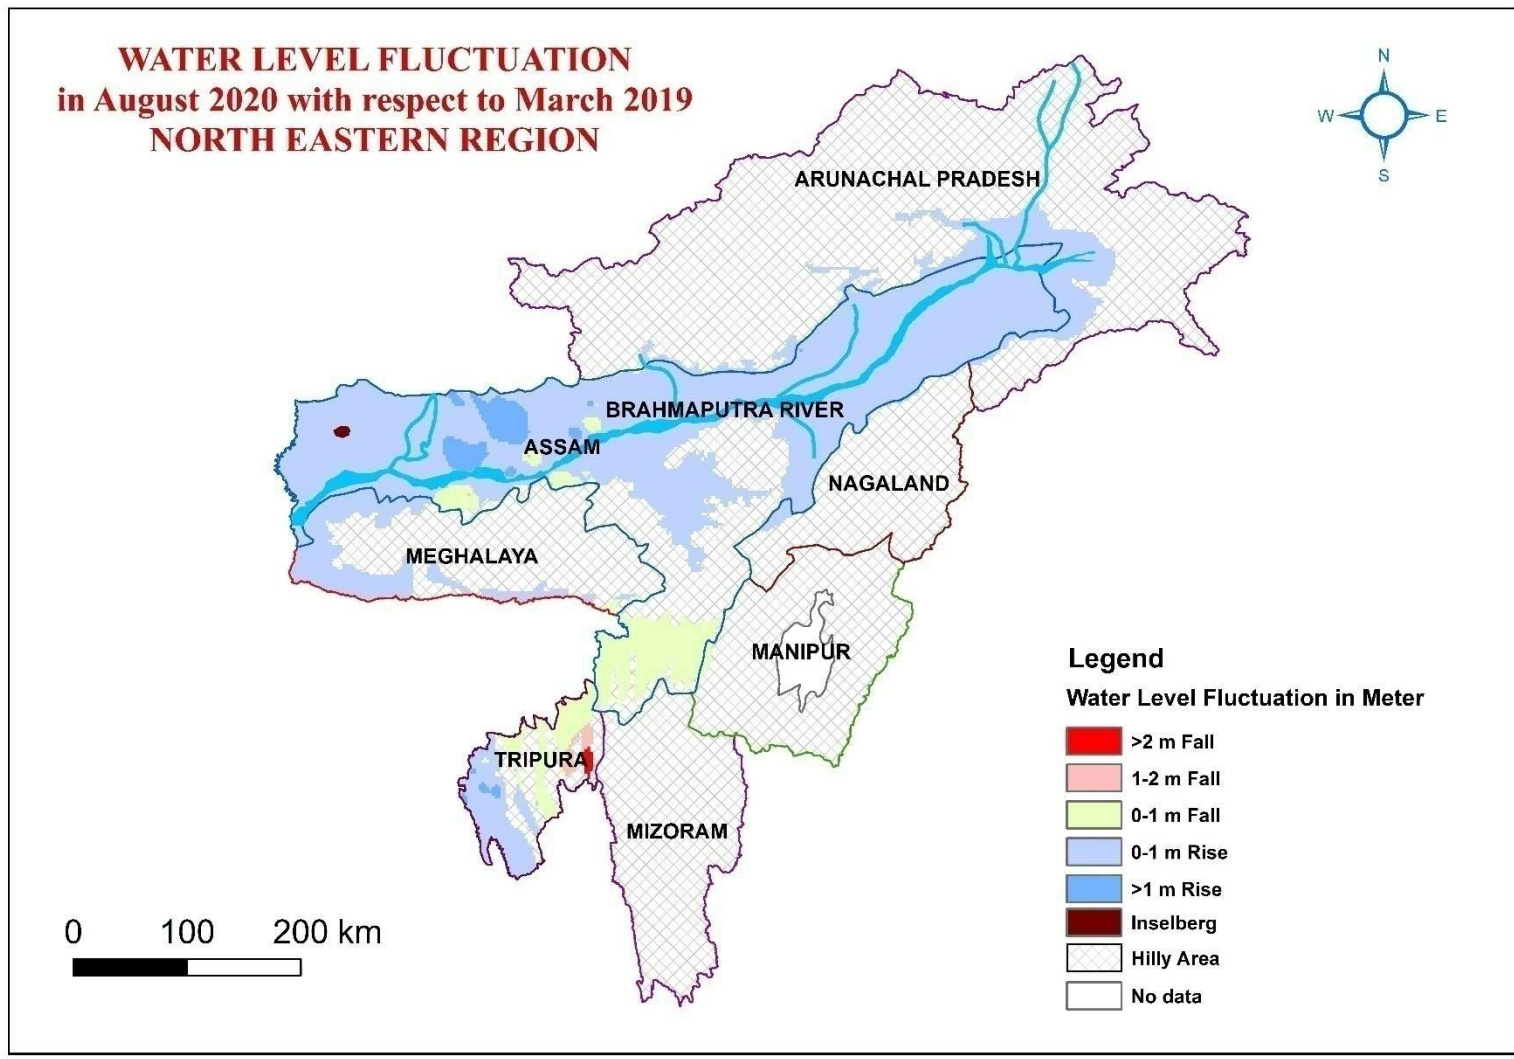 WATER LEVEL FLUCTUATION
in August 2020 with respect to March 2019
NORTH EASTERN REGION
N
W
E
S
ARUNACHAL PRADESH
BRAHMAPUTRA RIVER
ASSAM
NAGALAND
MEGHALAYA
MANIPUR
TRIPURA
MIZORAM
Legend
Water Level Fluctuation in Meter
>2 m Fall
1-2 m Fall
0-1 m Fall
0-1 m Rise
>1 m Rise
Inselberg
Hilly Area
No data
0 100 200 km